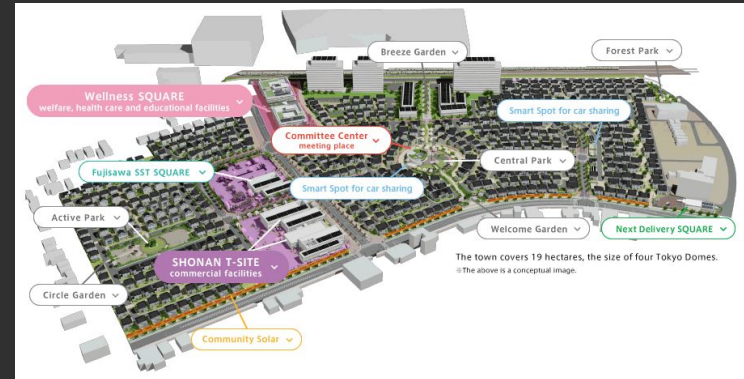 Breeze Garden
Forest Park
Wellness SQUARE
welfare, health care and educational facilities
Smart Spot for car sharing
Committee Center
meeting place
Central Park
Fujisawa SST SQUARE
Smart Spot for car sharing
Active Park
Welcome Garden
Next Delivery SQUARE
SHONAN T-SITE
commercial facilities
The town covers 19 hectares, the size of four Tokyo Domes.
※The above is a conceptual image.
Circle Garden
Community Solar